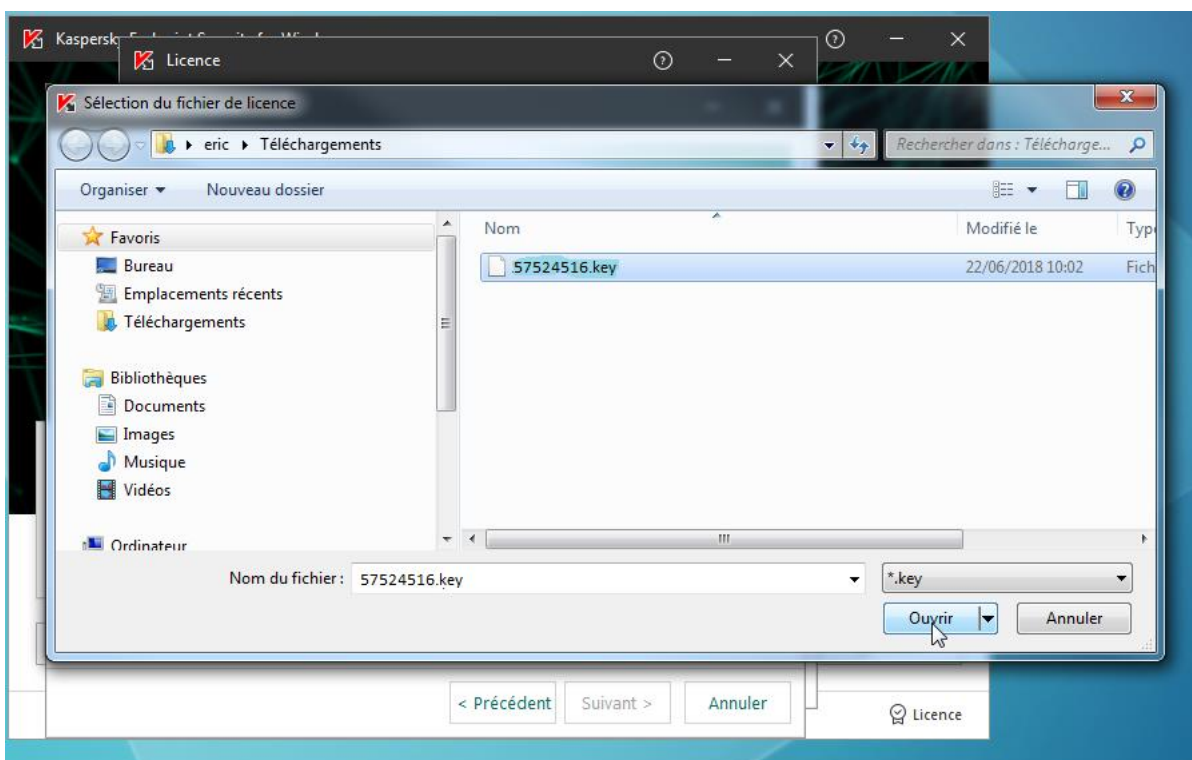 Kaspersk
Licence
Sélection du fichier de licence
eric Téléchargements
Rechercher dans : Télécharge...
Organiser Nouveau dossier
Nom Modifié le Type
Favoris
57524516.key 22/06/2018 10:02 Fich
Bureau
Emplacements récents
Téléchargements
Bibliothèques
Documents
Images
Musique
Vidéos
Ordinateur
Nom du fichier : 57524516.key *.key
Ouvrir Annuler
< Précédent Suivant > Annuler
Licence